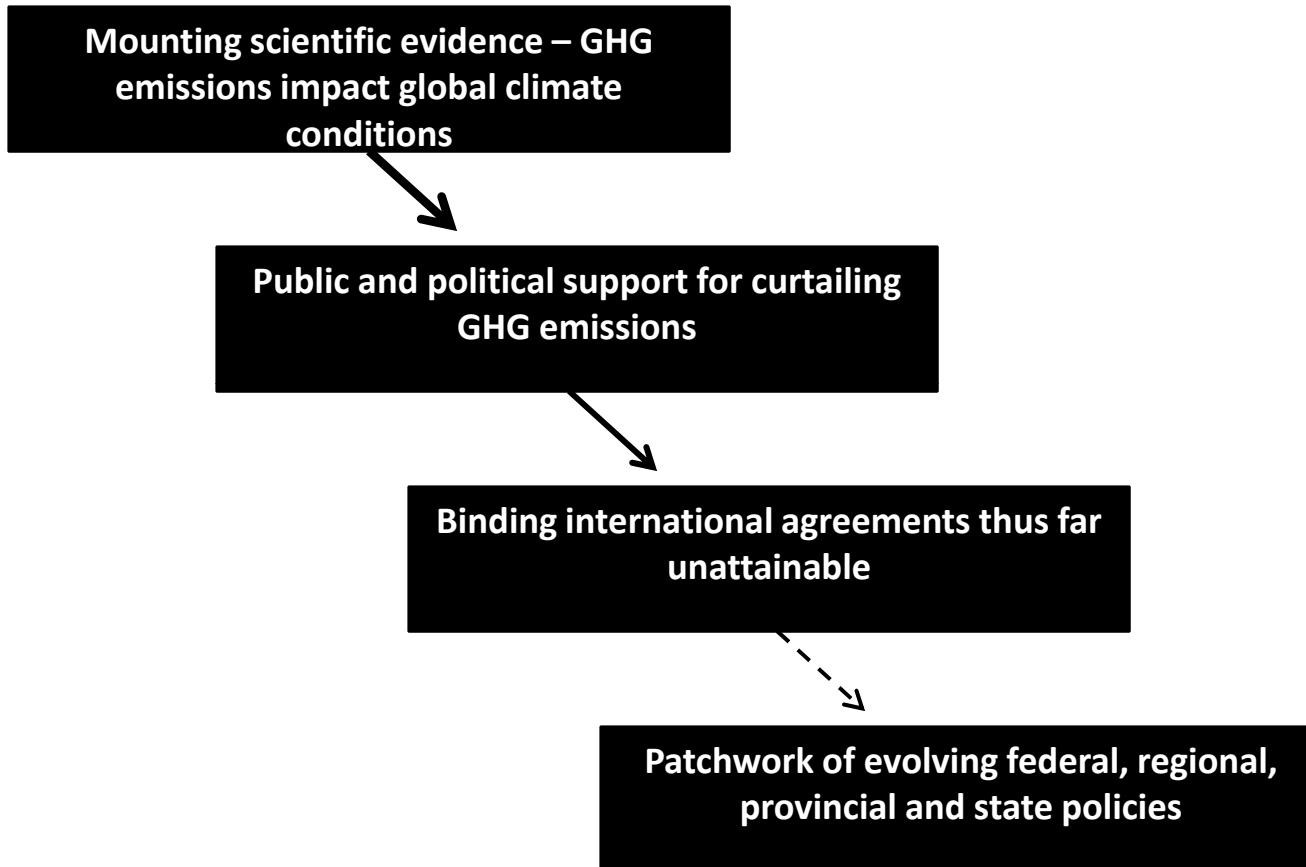 Mounting scientific evidence – GHG
emissions impact global climate
conditions
Public and political support for curtailing
GHG emissions
Binding international agreements thus far
unattainable
Patchwork of evolving federal, regional,
provincial and state policies